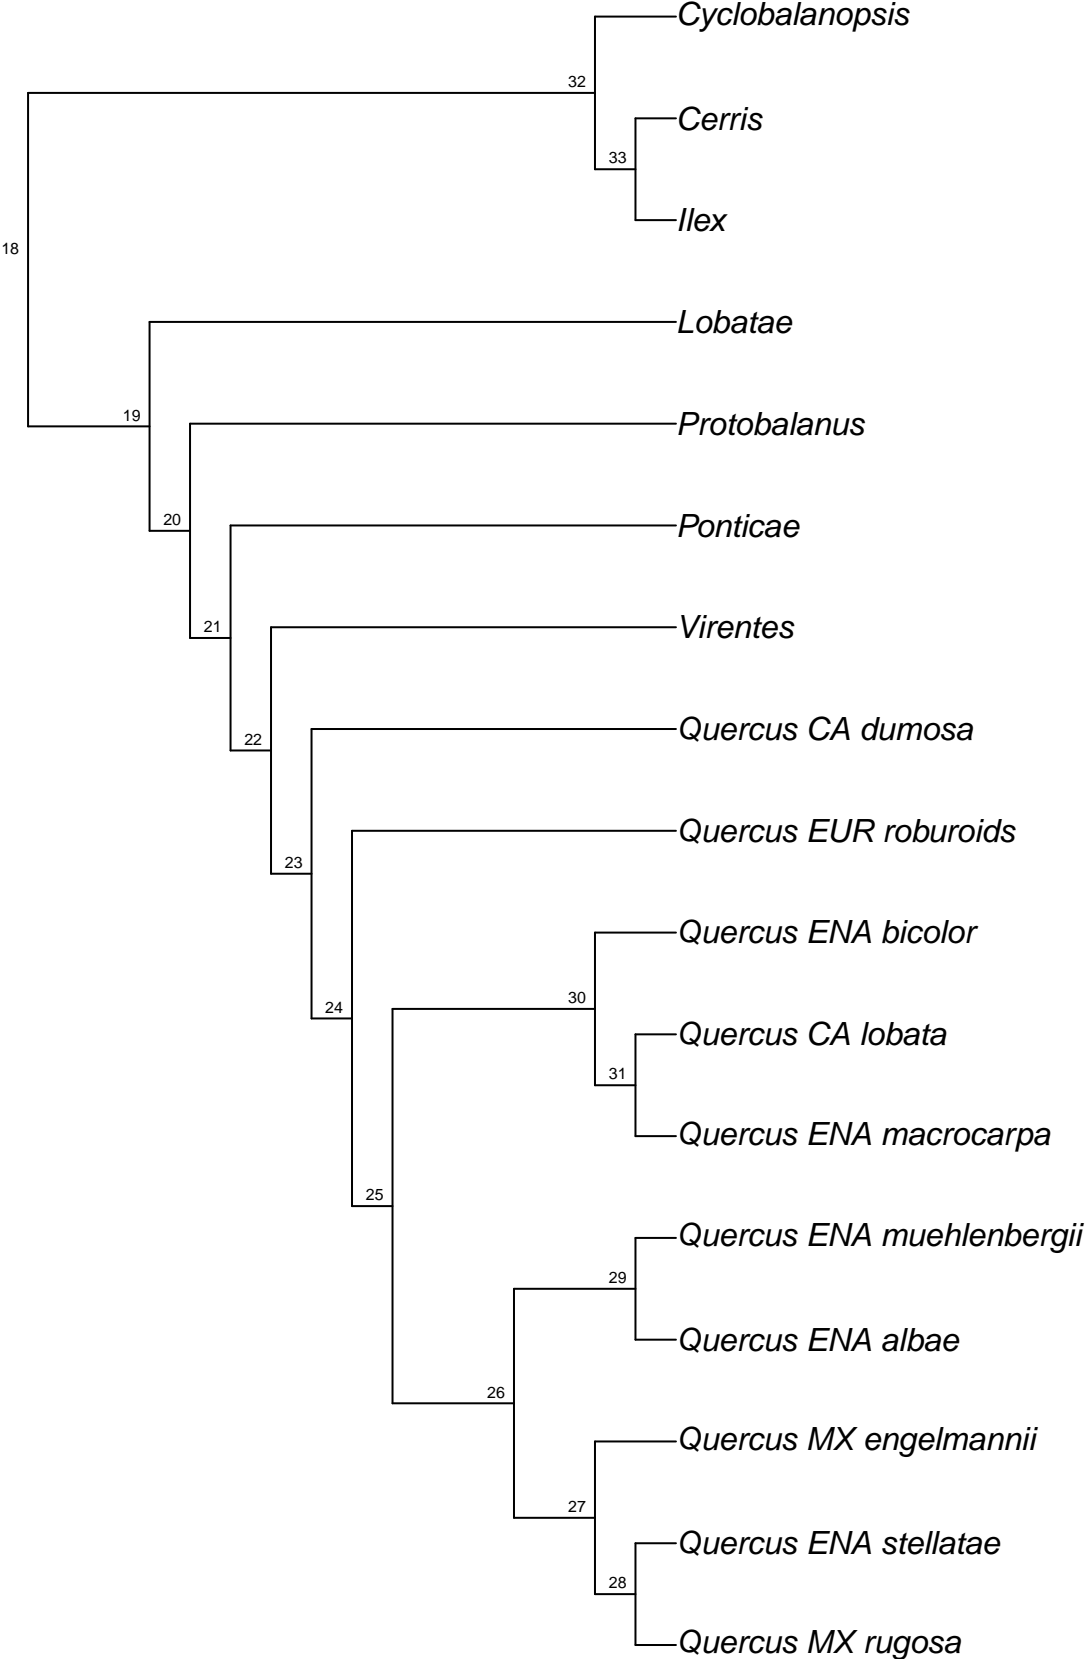 Cyclobalanopsis
32
Cerris
33
Ilex
18
Lobatae
19
Protobalanus
20
Ponticae
21
Virentes
22
Quercus CA dumosa
23
Quercus EUR roburoids
24
Quercus ENA bicolor
30
Quercus CA lobata
31
Quercus ENA macrocarpa
25
Quercus ENA muehlenbergii
29
Quercus ENA albae
26
Quercus MX engelmannii
27
Quercus ENA stellatae
28
Quercus MX rugosa